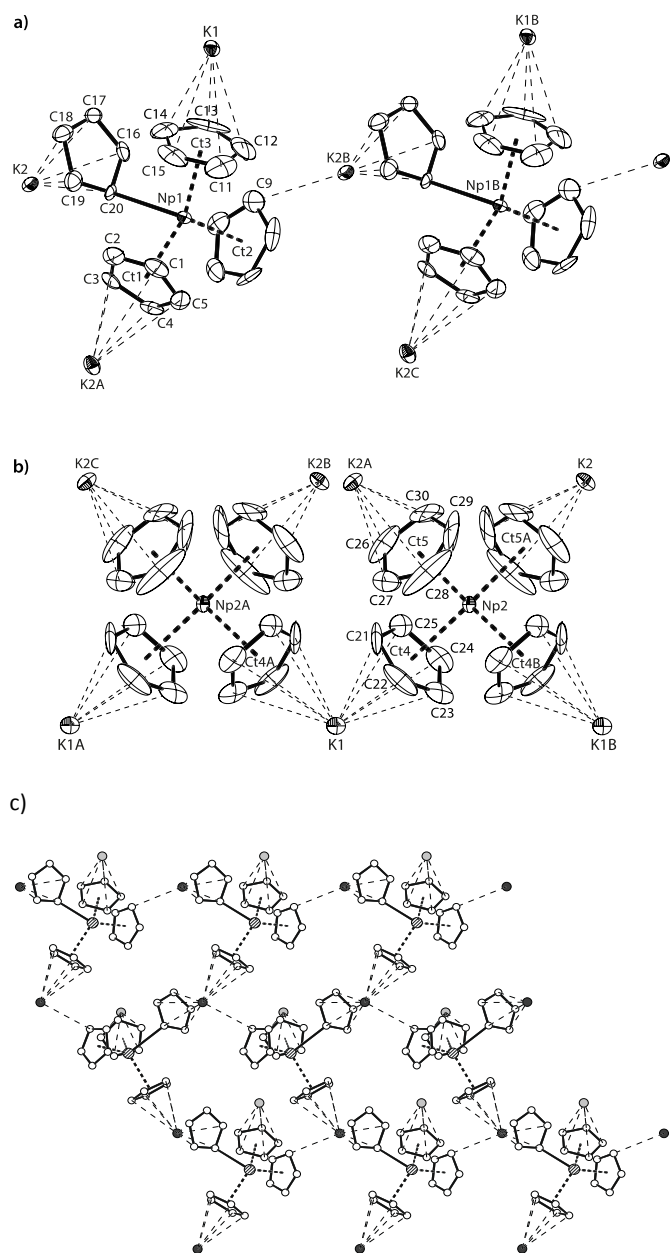 a)
K1 K1B
C17
C14 C13
C18 C12
C16 Ct3
K2 C15 C11 C9 K2B
C19 C20 Np1 Np1B
C2 Ct2
C3 Ct1 C1
C5
C4
K2A K2C
b)
K2C K2B K2A K2
C30 C29
C26 Ct5 Ct5A
C27 C28
Np2A Np2
C25
C21
Ct4 C24
Ct4A Ct4B
C22
C23
K1A K1 K1B
c)